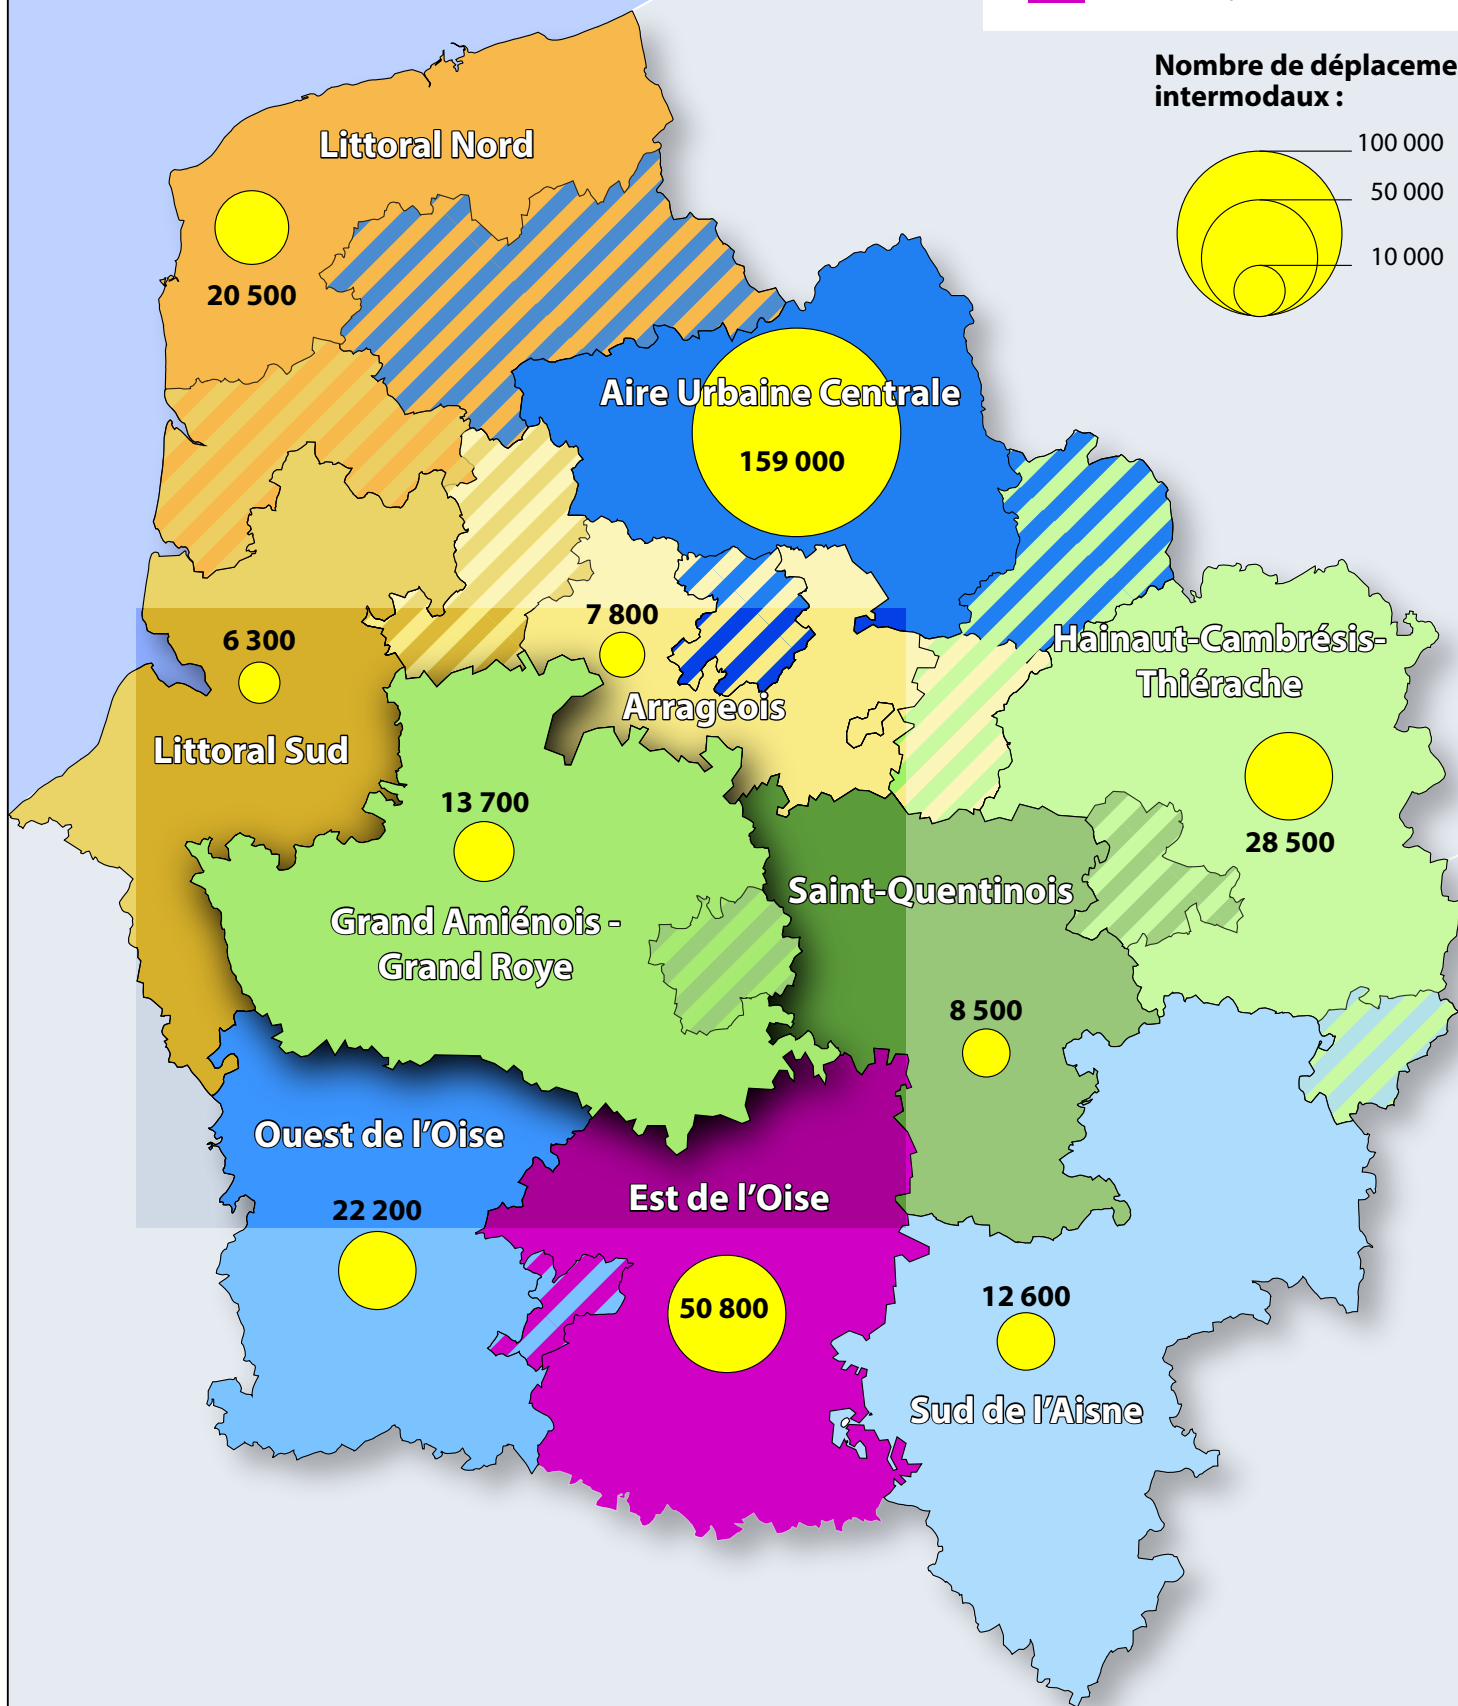 Nombre de déplaceme
intermodaux :
100 000
50 000
10 000
Littoral Nord
20 500
Aire Urbaine Centrale
159 000
7 800
Arrageois
6 300
Littoral Sud
Hainaut-Cambrésis-
Thiérache
28 500
13 700
Grand Amiénois -
Grand Roye
Saint-Quentinois
8 500
Ouest de l'Oise
22 200
Est de l'Oise
50 800
12 600
Sud de l'Aisne